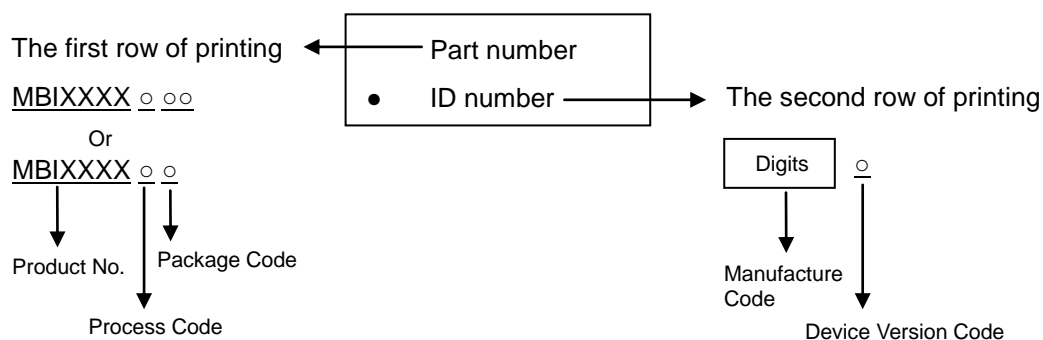 The first row of printing
Part number
MBIXXXX ○ ○○
● ID number
The second row of printing
Or
MBIXXXX ○ ○
Digits ○
Product No.
Package Code
Manufacture
Code
Process Code
Device Version Code